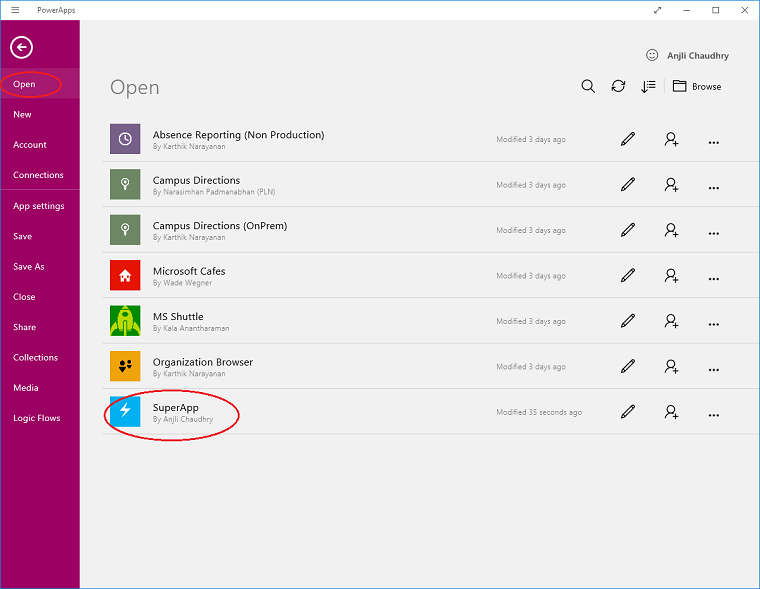 PowerApps
Anjli Chaudhry
Open
Browse
Open
New
Account
Connections
App settings
Save
Save As
Close
Share
Collections
Media
Logic Flows
Absence Reporting (Non Production)
By Karthik Narayanan
Modified 3 days ago
Campus Directions
By Narasimhan Padmanabhan (PLN)
Modified 3 days ago
Campus Directions (OnPrem)
By Karthik Narayanan
Modified 3 days ago
Microsoft Cafes
By Wade Wegner
Modified 3 days ago
MS Shuttle
By Kala Anantharaman
Modified 3 days ago
Organization Browser
By Karthik Narayanan
Modified 3 days ago
SuperApp
By Anjli Chaudhry
Modified 35 seconds ago